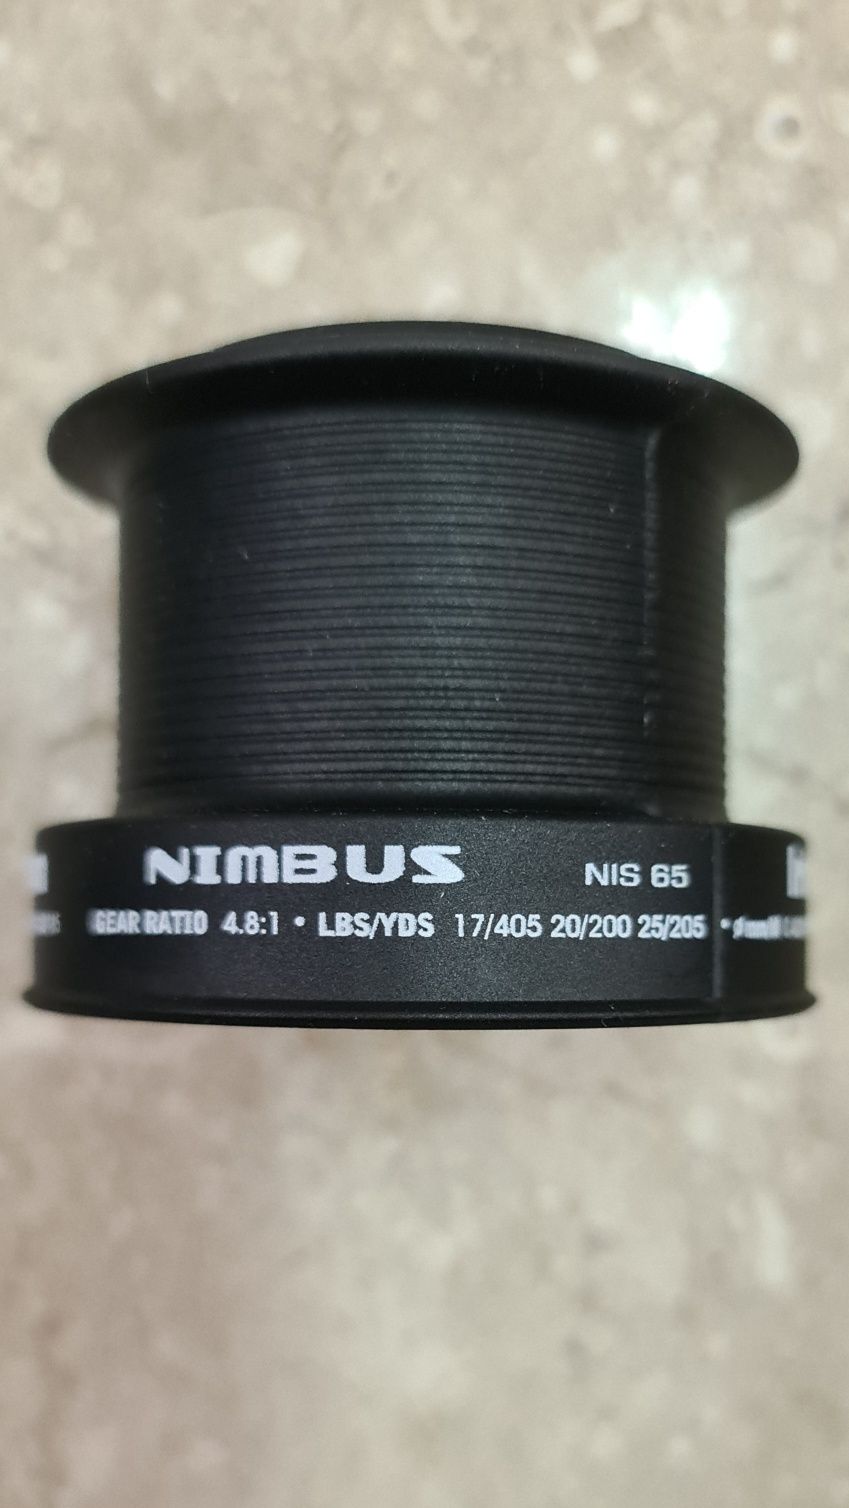 NIMBUS NIS 65
GEAR RATIO 4.8:1 • LBS/YDS 17/405 20/200 25/205 •